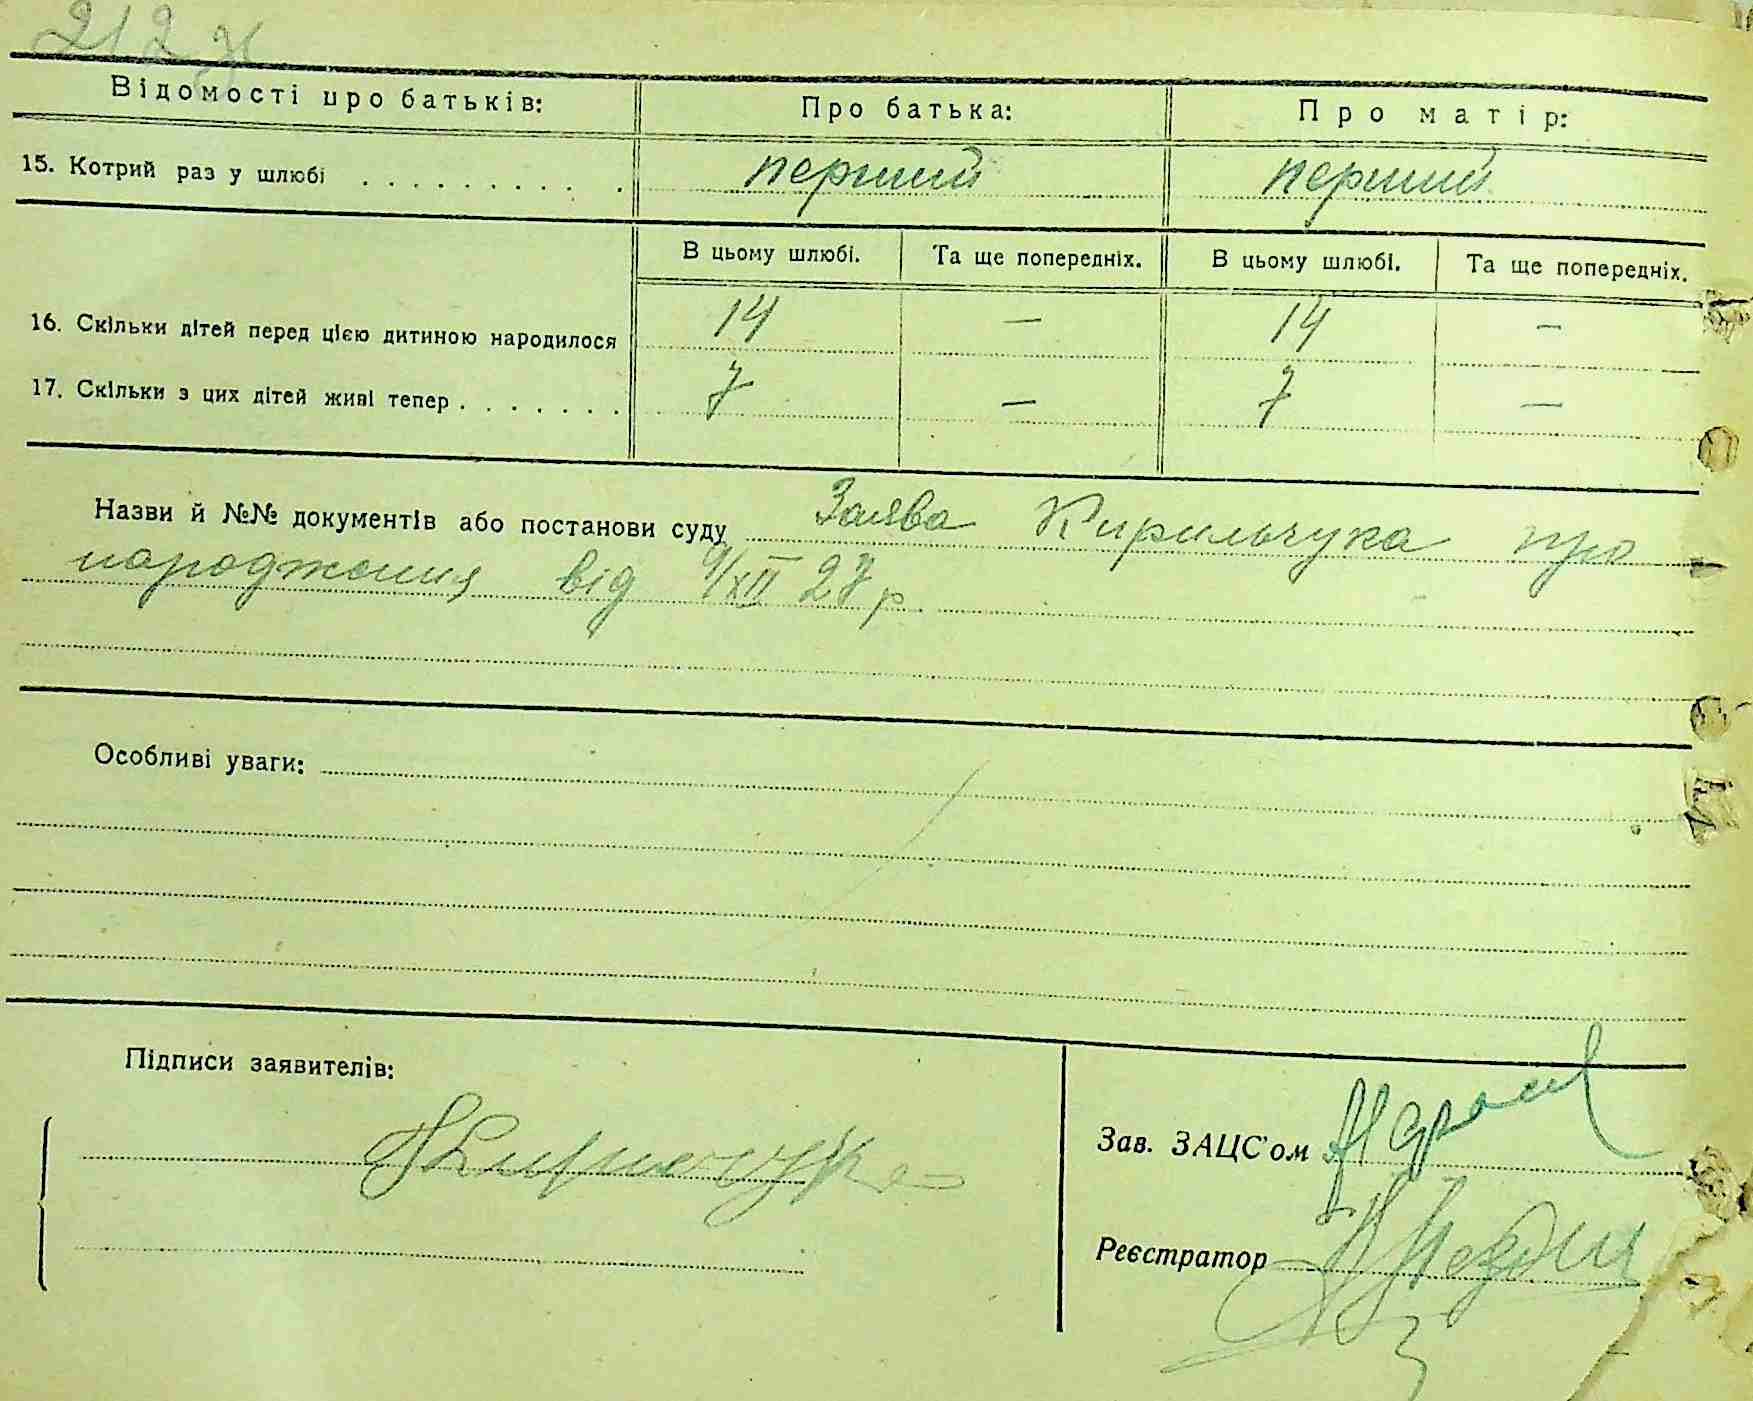 212
Відомості про батьків: Про батька: Про матір:
15. Котрий раз у шлюбі . . . . . . . . . . перший перший
В цьому шлюбі. Та ще попередніх. В цьому шлюбі. Та ще попередніх.
16. Скільки дітей перед цією дитиною народилося 14 — 14 —
17. Скільки з цих дітей живі тепер . . . . . . . 7 — 7 —
Назви й №№ документів або постанови суду Заява Кирильчука про
народження від 9/XII 27 р.
Особливі уваги:
Підписи заявителів:
Зав. ЗАЦС'ом
Реєстратор